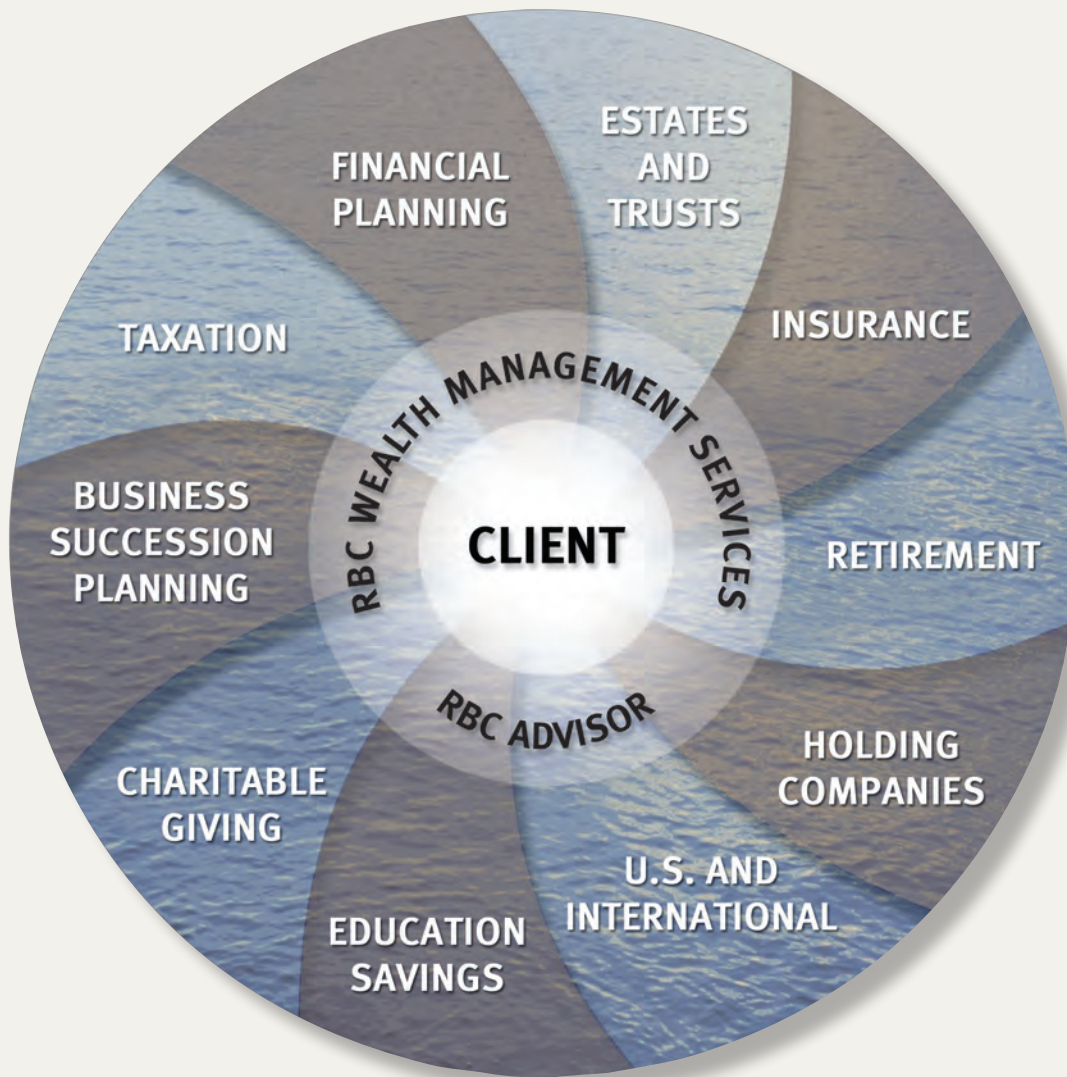 FINANCIAL
PLANNING
ESTATES
AND
TRUSTS
INSURANCE
RETIREMENT
HOLDING
COMPANIES
U.S. AND
INTERNATIONAL
EDUCATION
SAVINGS
CHARITABLE
GIVING
BUSINESS
SUCCESSION
PLANNING
TAXATION
RBC WEALTH MANAGEMENT SERVICES
CLIENT
RBC ADVISOR